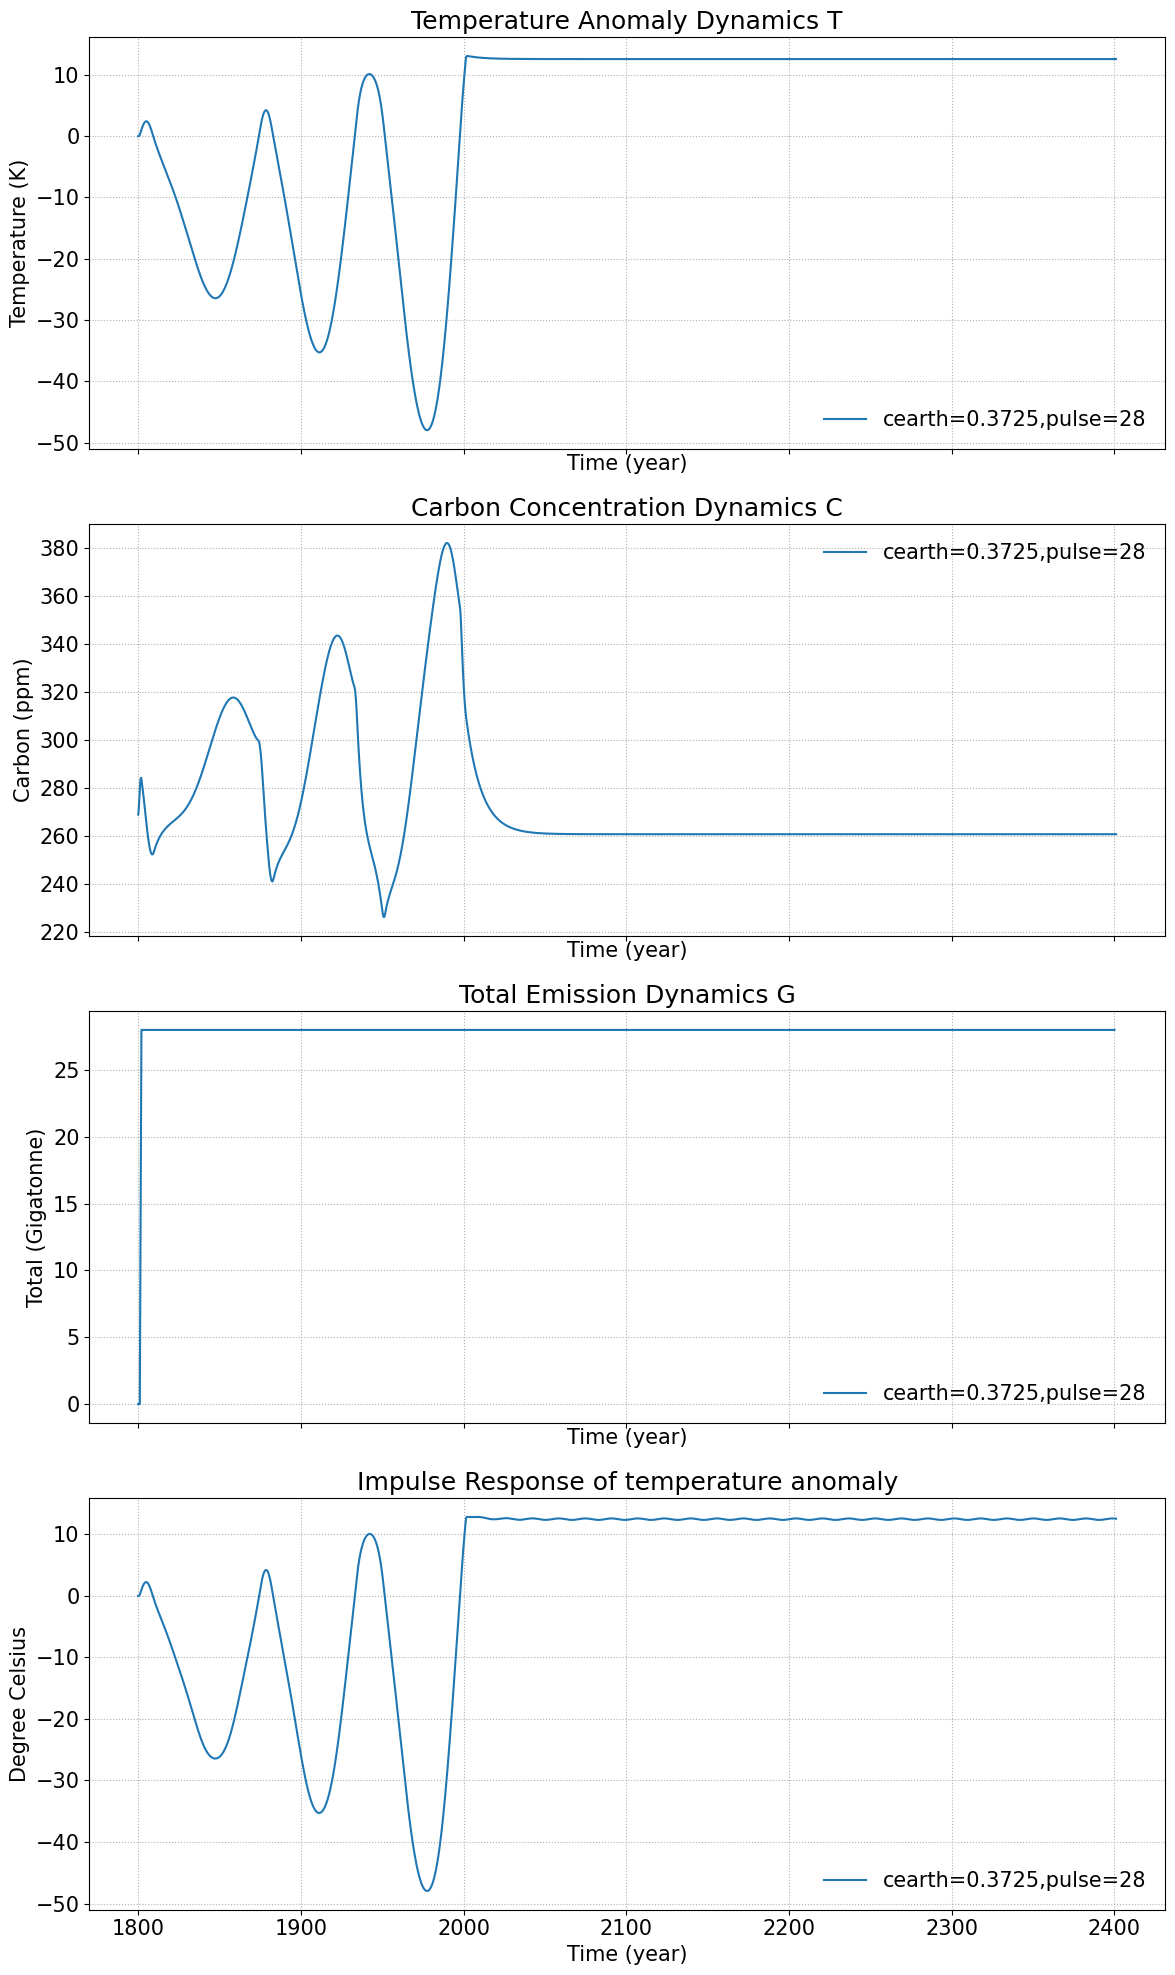 Temperature Anomaly Dynamics T
Temperature (K)
10
0
−10
−20
−30
−40
−50
cearth=0.3725,pulse=28
Time (year)
Carbon Concentration Dynamics C
Carbon (ppm)
380
360
340
320
300
280
260
240
220
cearth=0.3725,pulse=28
Time (year)
Total Emission Dynamics G
Total (Gigatonne)
25
20
15
10
5
0
cearth=0.3725,pulse=28
Time (year)
Impulse Response of temperature anomaly
Degree Celsius
10
0
−10
−20
−30
−40
−50
cearth=0.3725,pulse=28
1800 1900 2000 2100 2200 2300 2400
Time (year)